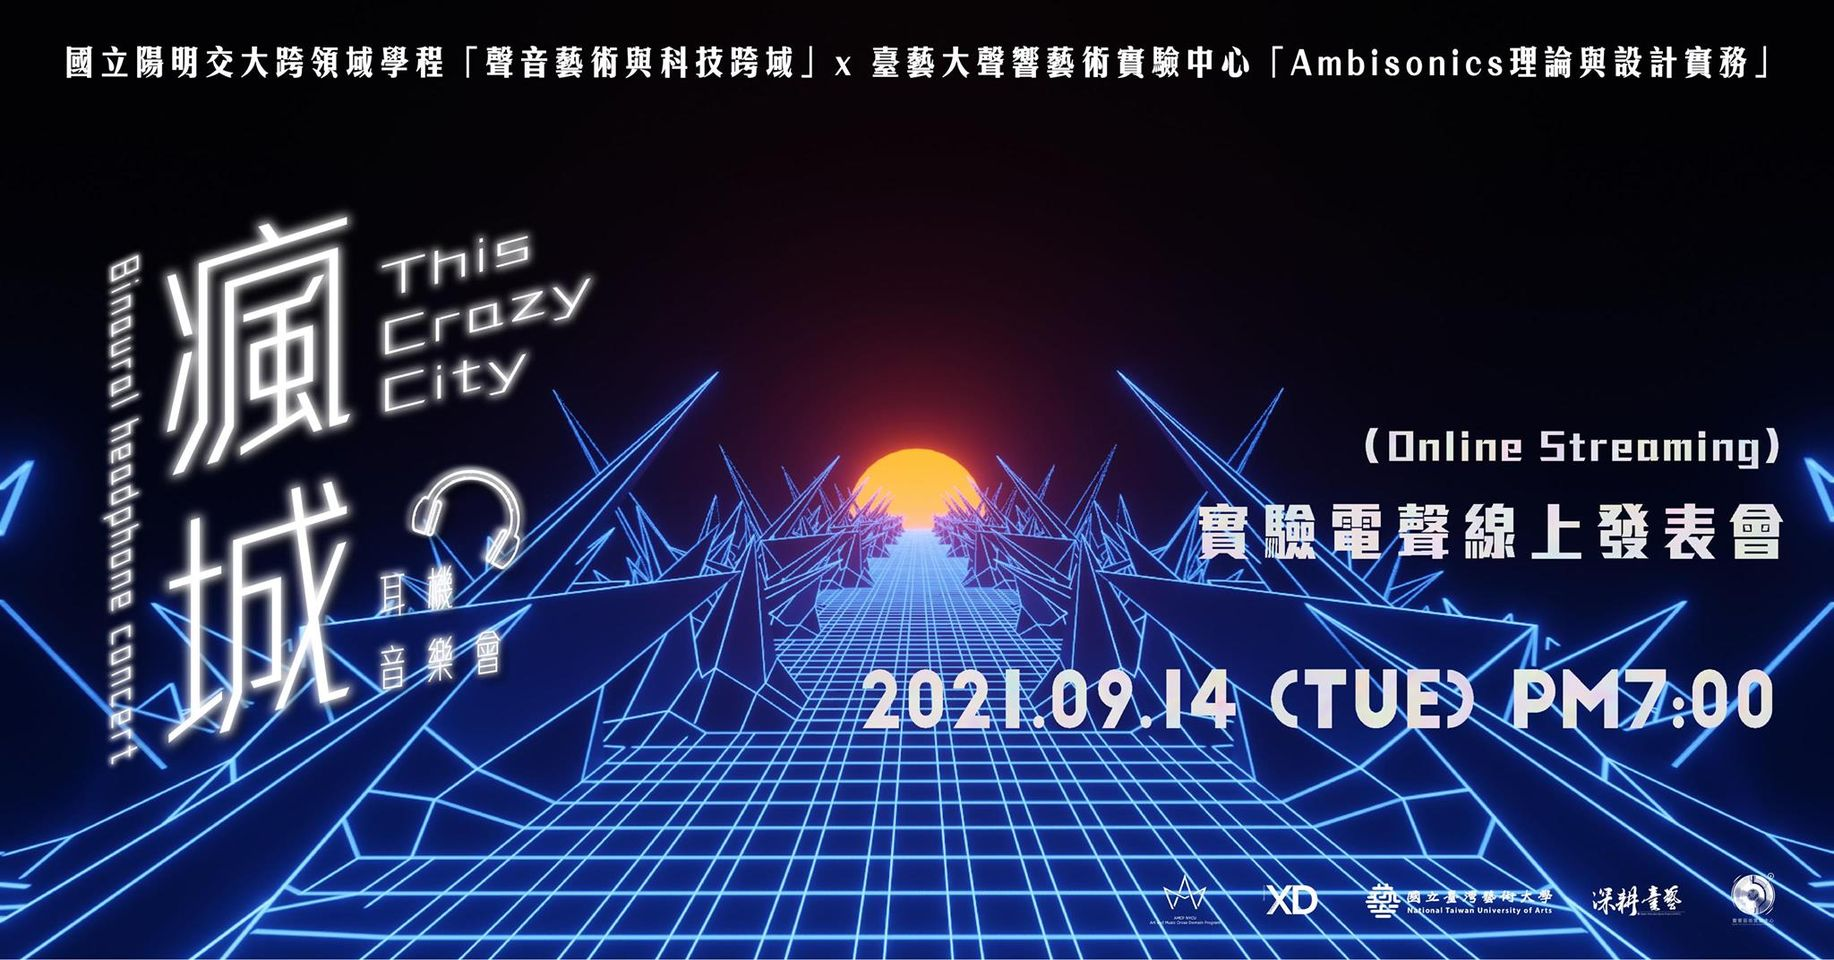 國立陽明交大跨領域學程「聲音藝術與科技跨域」x 臺藝大聲響藝術實驗中心「Ambisonics理論與設計實務」
Binaural headphone concert
瘋城
This
Crazy
City
耳機
音樂會
(Online Streaming)
實驗電聲線上發表會
2021.09.14 (TUE) PM7:00
XD
國立臺灣藝術大學
National Taiwan University of Arts
深耕臺藝